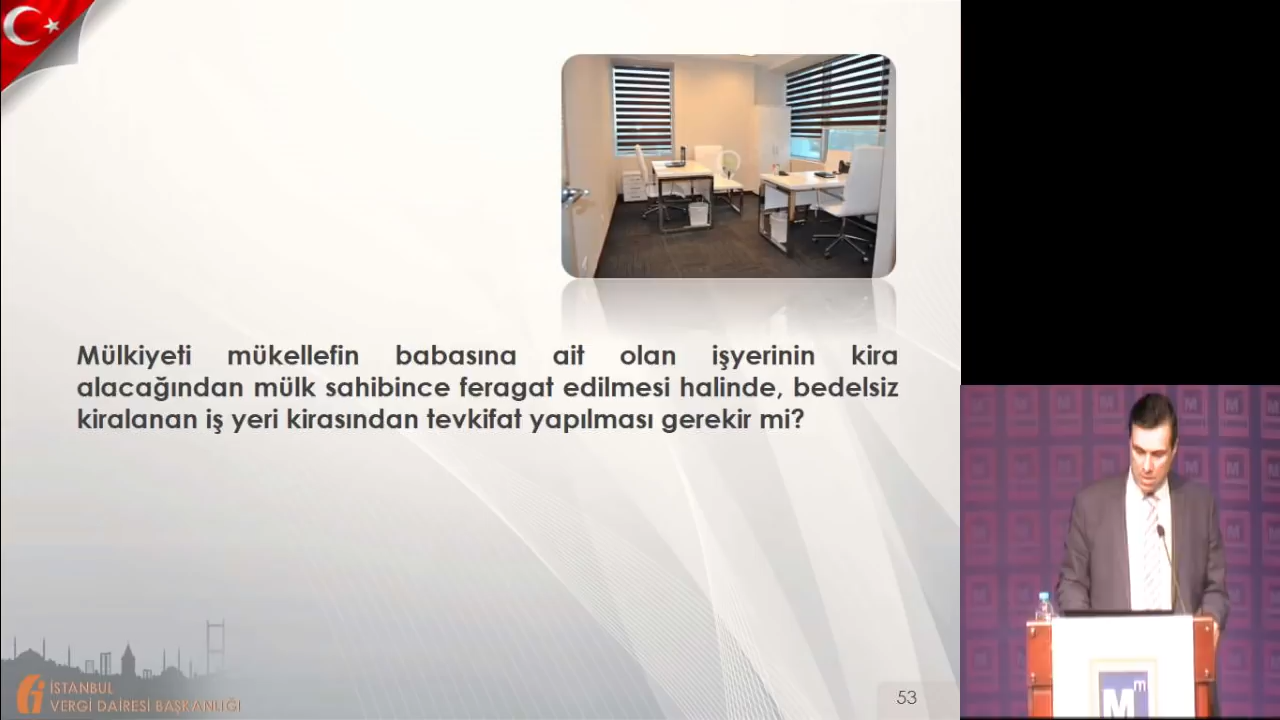 Mülkiyeti mükellefin babasına ait olan işyerinin kira
alacağından mülk sahibince feragat edilmesi halinde, bedelsiz
kiralanan iş yeri kirasından tevkifat yapılması gerekir mi?
İSTANBUL
VERGİ DAİRESİ BAŞKANLIĞI
53
Mm